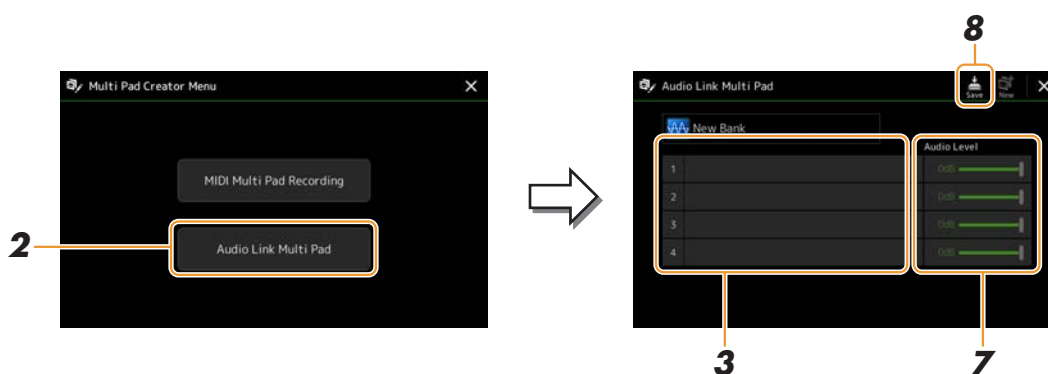 8
Multi Pad Creator Menu
MIDI Multi Pad Recording
2
Audio Link Multi Pad
Audio Link Multi Pad
Save
New
New Bank
Audio Level
1
0dB
2
0dB
3
0dB
4
0dB
3
7